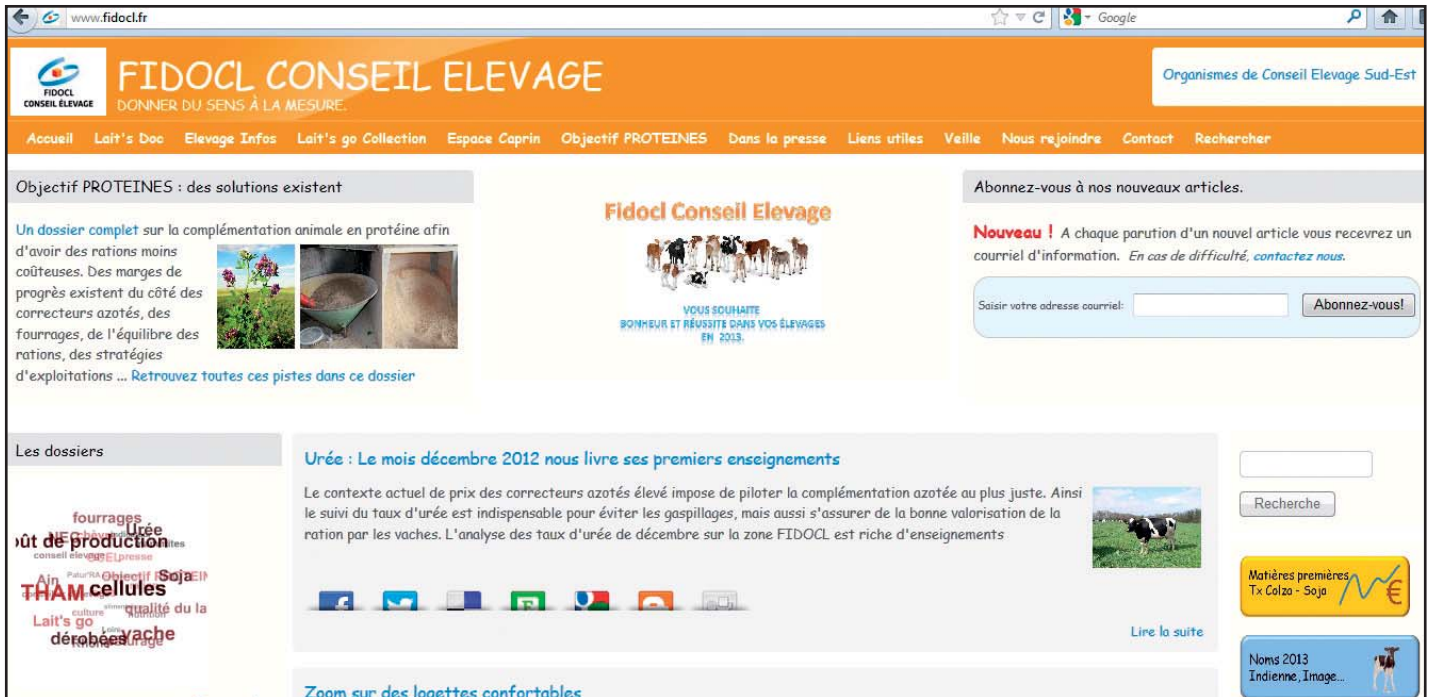 www.fidocl.fr
Google
FIDOCL
CONSEIL ÉLEVAGE
FIDOCL CONSEIL ELEVAGE
DONNER DU SENS À LA MESURE.
Organismes de Conseil Elevage Sud-Est
Accueil Lait's Doc Elevage Infos Lait's go Collection Espace Caprin Objectif PROTEINES Dans la presse Liens utiles Veille Nous rejoindre Contact Rechercher
Objectif PROTEINES : des solutions existent
Un dossier complet sur la complémentation animale en protéine afin
d'avoir des rations moins
coûteuses. Des marges de
progrès existent du côté des
correcteurs azotés, des
fourrages, de l'équilibre des
rations, des stratégies
d'exploitations ... Retrouvez toutes ces pistes dans ce dossier
Fidocl Conseil Elevage
VOUS SOUHAITE
BONHEUR ET RÉUSSITE DANS VOS ÉLEVAGES
EN 2013.
Abonnez-vous à nos nouveaux articles.
Nouveau ! A chaque parution d'un nouvel article vous recevrez un
courriel d'information. En cas de difficulté, contactez nous.
Saisir votre adresse courriel:
Abonnez-vous!
Les dossiers
fourrages
Urée
ût de production
conseil elevage
presse
Ain
Objectif
Soja
THAM cellules
culture
qualité du la
Lait's go
dérobées
vache
Urée : Le mois décembre 2012 nous livre ses premiers enseignements
Le contexte actuel de prix des correcteurs azotés élevé impose de piloter la complémentation azotée au plus juste. Ainsi
le suivi du taux d'urée est indispensable pour éviter les gaspillages, mais aussi s'assurer de la bonne valorisation de la
ration par les vaches. L'analyse des taux d'urée de décembre sur la zone FIDOCL est riche d'enseignements
Lire la suite
Zoom sur des logettes confortables
Recherche
Matières premières
Tx Colza - Soja
Noms 2013
Indienne, Image...